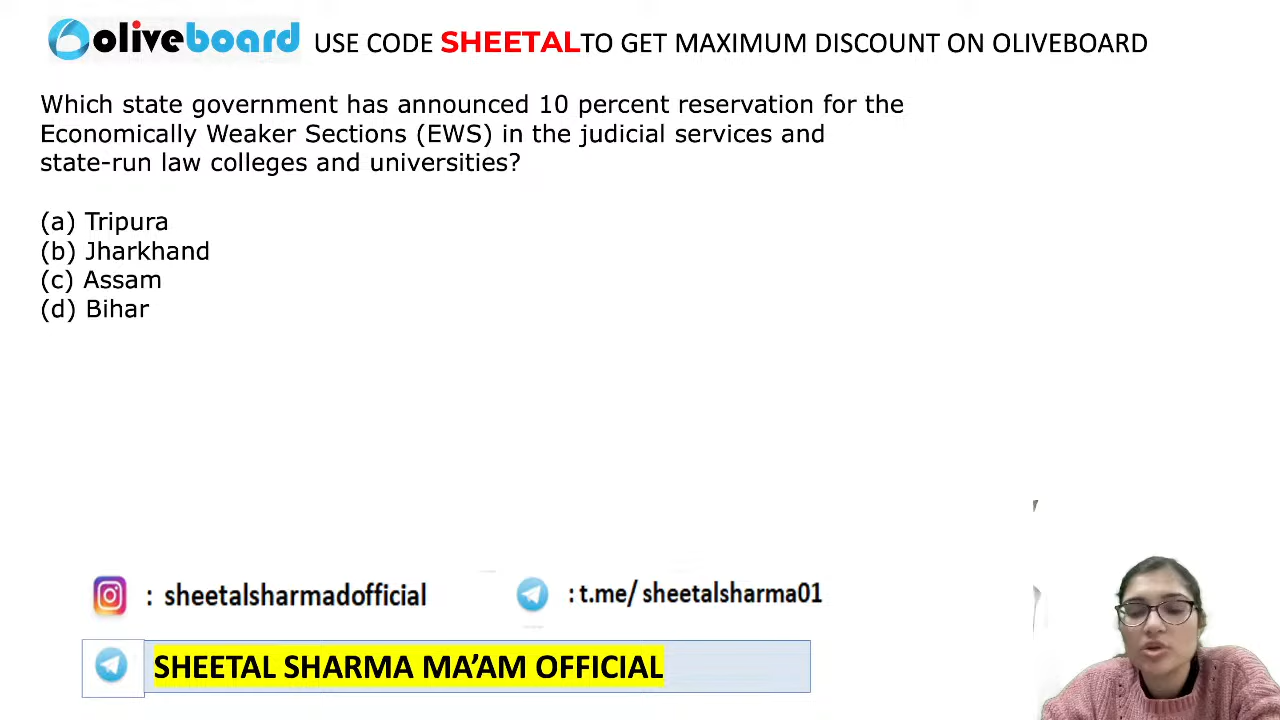 oliveboard USE CODE SHEETAL TO GET MAXIMUM DISCOUNT ON OLIVEBOARD
Which state government has announced 10 percent reservation for the
Economically Weaker Sections (EWS) in the judicial services and
state-run law colleges and universities?
(a) Tripura
(b) Jharkhand
(c) Assam
(d) Bihar
: sheetalsharmadofficial : t.me/ sheetalsharma01
SHEETAL SHARMA MA’AM OFFICIAL